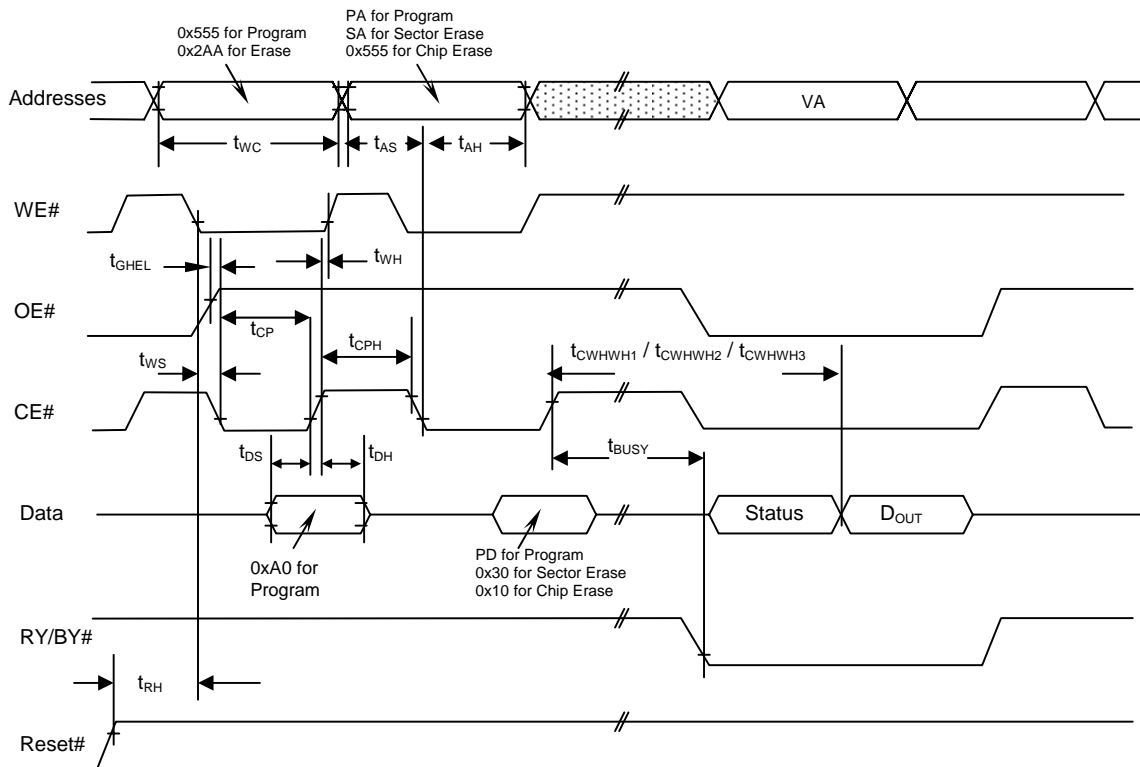 0x555 for Program
0x2AA for Erase
PA for Program
SA for Sector Erase
0x555 for Chip Erase
Addresses
VA
tWC
tAS
tAH
WE#
tGHEL
tWH
OE#
tCP
tCPH
tWS
tCWHWH1 / tCWHWH2 / tCWHWH3
CE#
tDS
tDH
tBUSY
Data
Status
DOUT
0xA0 for
Program
PD for Program
0x30 for Sector Erase
0x10 for Chip Erase
RY/BY#
tRH
Reset#